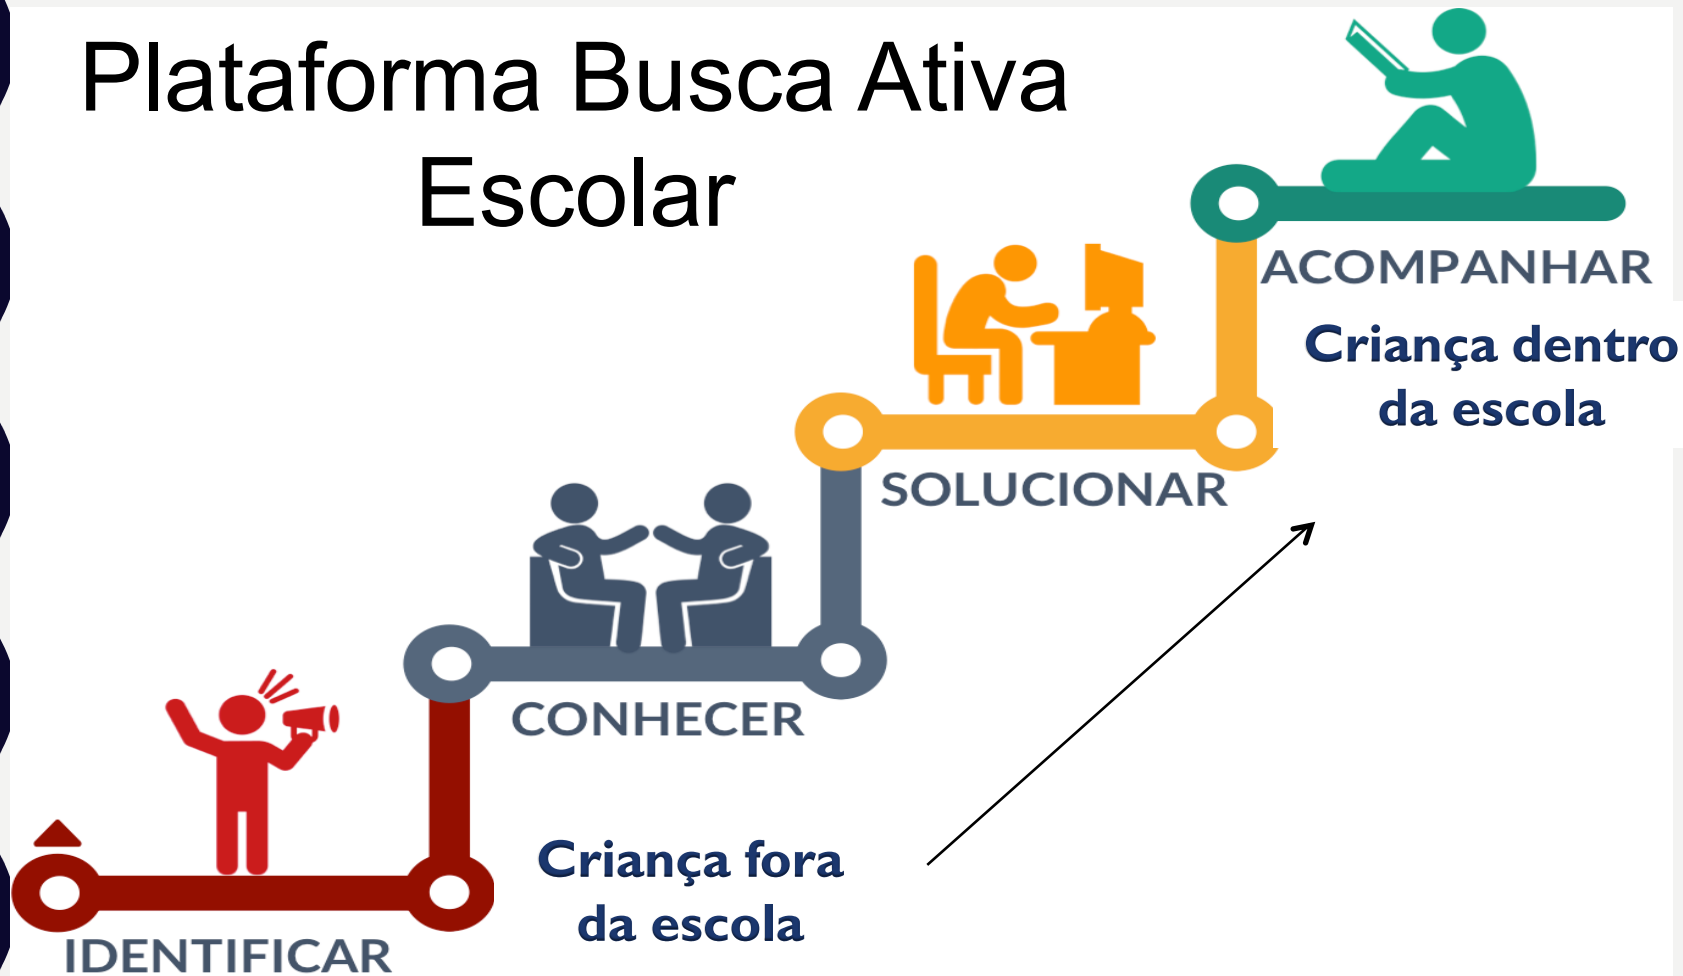 Plataforma Busca Ativa
Escolar
ACOMPANHAR
Criança dentro
da escola
SOLUCIONAR
CONHECER
Criança fora
da escola
IDENTIFICAR